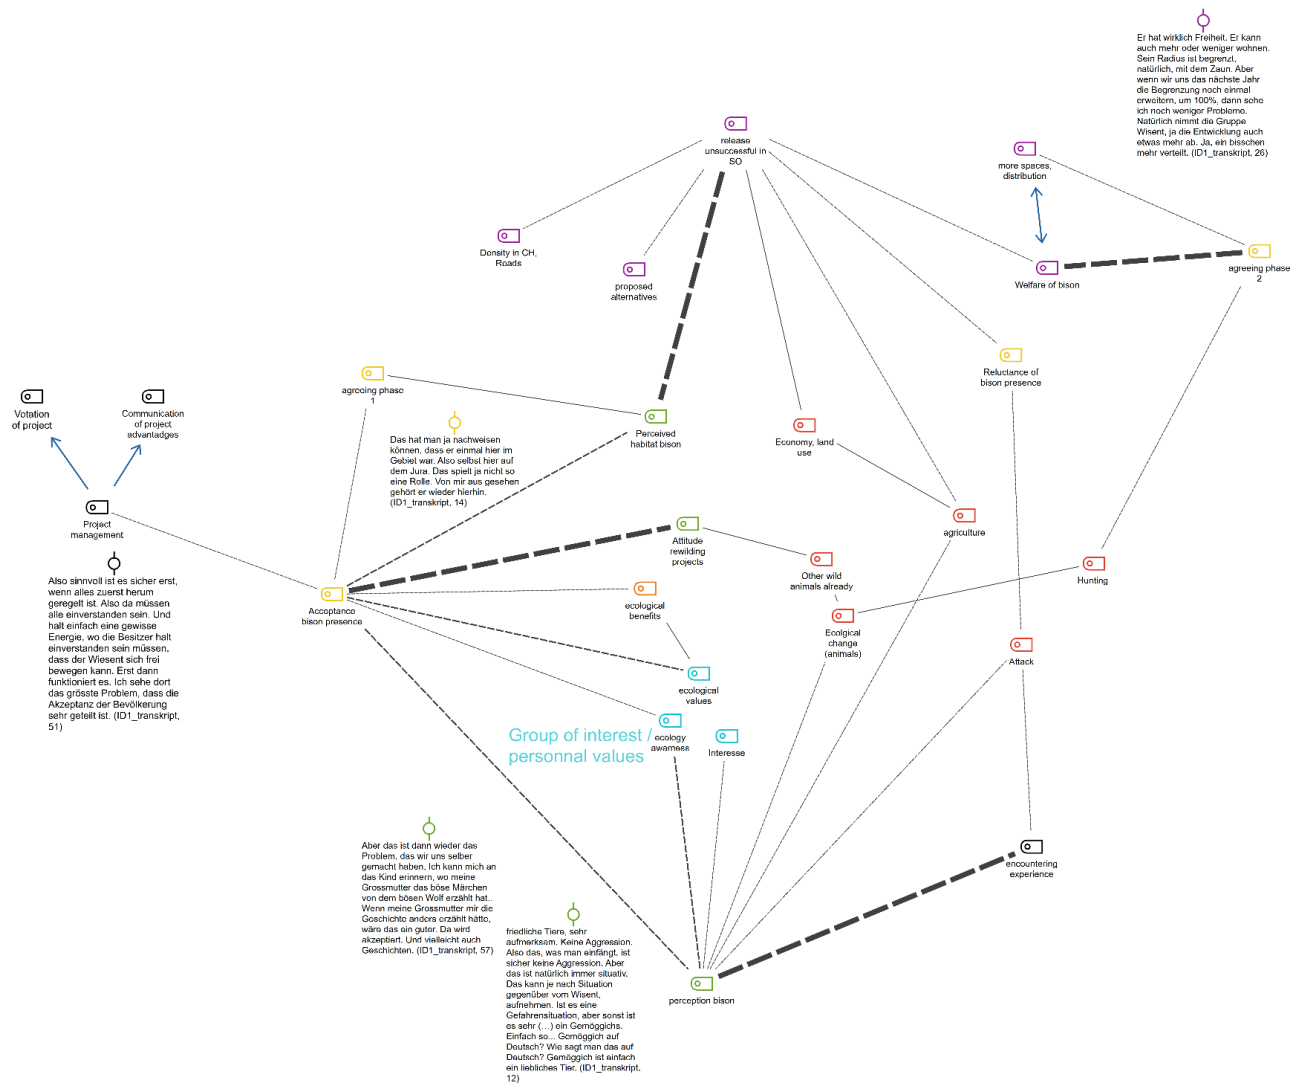 Er hat wirklich Freiheit. Er kann
auch mehr oder weniger wohnen.
Sein Radius ist begrenzt,
natürlich, mit dem Zaun. Aber
wenn wir uns das nächste Jahr
die Begrenzung noch einmal
erweitern, um 100%, dann sehe
ich noch weniger Probleme.
Natürlich nimmt die Gruppe
Wisent, ja die Entwicklung auch
etwas mehr ab. Ja, ein bisschen
mehr verteilt. (ID1_transkript, 26)
release
unsuccessful in
SO
more spaces,
distribution
Density in CH,
Roads
proposed
alternatives
Welfare of bison
agreeing phase
2
Reluctance of
bison presence
agreeing phase
1
Votation
of project
Communication
of project
advantadges
Perceived
habitat bison
Economy, land
use
Das hat man ja nachweisen
können, dass er einmal hier im
Gebiet war. Also selbst hier auf
dem Jura. Das spielt ja nicht so
eine Rolle. Von mir aus gesehen
gehört er wieder hierhin.
(ID1_transkript, 14)
Project
management
Attitude
rewilding
projects
agriculture
Other wild
animals already
Hunting
Also sinnvoll ist es sicher erst,
wenn alles zuerst herum
geregelt ist. Also da müssen
alle einverstanden sein. Und
halt einfach eine gewisse
Energie, wo die Besitzer halt
einverstanden sein müssen,
dass der Wiesent sich frei
bewegen kann. Erst dann
funktioniert es. Ich sehe dort
das grösste Problem, dass die
Akzeptanz der Bevölkerung
sehr geteilt ist. (ID1_transkript,
51)
Acceptance
bison presence
ecological
benefits
Ecolgical
change
(animals)
Attack
ecological
values
Group of interest /
personnal values
ecology
awarness
Interesse
Aber das ist dann wieder das
Problem, das wir uns selber
gemacht haben. Ich kann mich an
das Kind erinnern, wo meine
Grossmutter das böse Märchen
von dem bösen Wolf erzählt hat..
Wenn meine Grossmutter mir die
Geschichte anders erzählt hätte,
wäre das ein guter. Da wird
akzeptiert. Und vielleicht auch
Geschichten. (ID1_transkript, 57)
encountering
experience
friedliche Tiere, sehr
aufmerksam. Keine Aggression.
Also das, was man einfängt, ist
sicher keine Aggression. Aber
das ist natürlich immer situativ.
Das kann je nach Situation
gegenüber vom Wisent,
aufnehmen. Ist es eine
Gefahrensituation, aber sonst ist
es sehr (...) ein Gemöggichs.
Einfach so... Gemöggich auf
Deutsch? Wie sagt man das auf
Deutsch? Gemöggich ist einfach
ein liebliches Tier. (ID1_transkript,
12)
perception bison